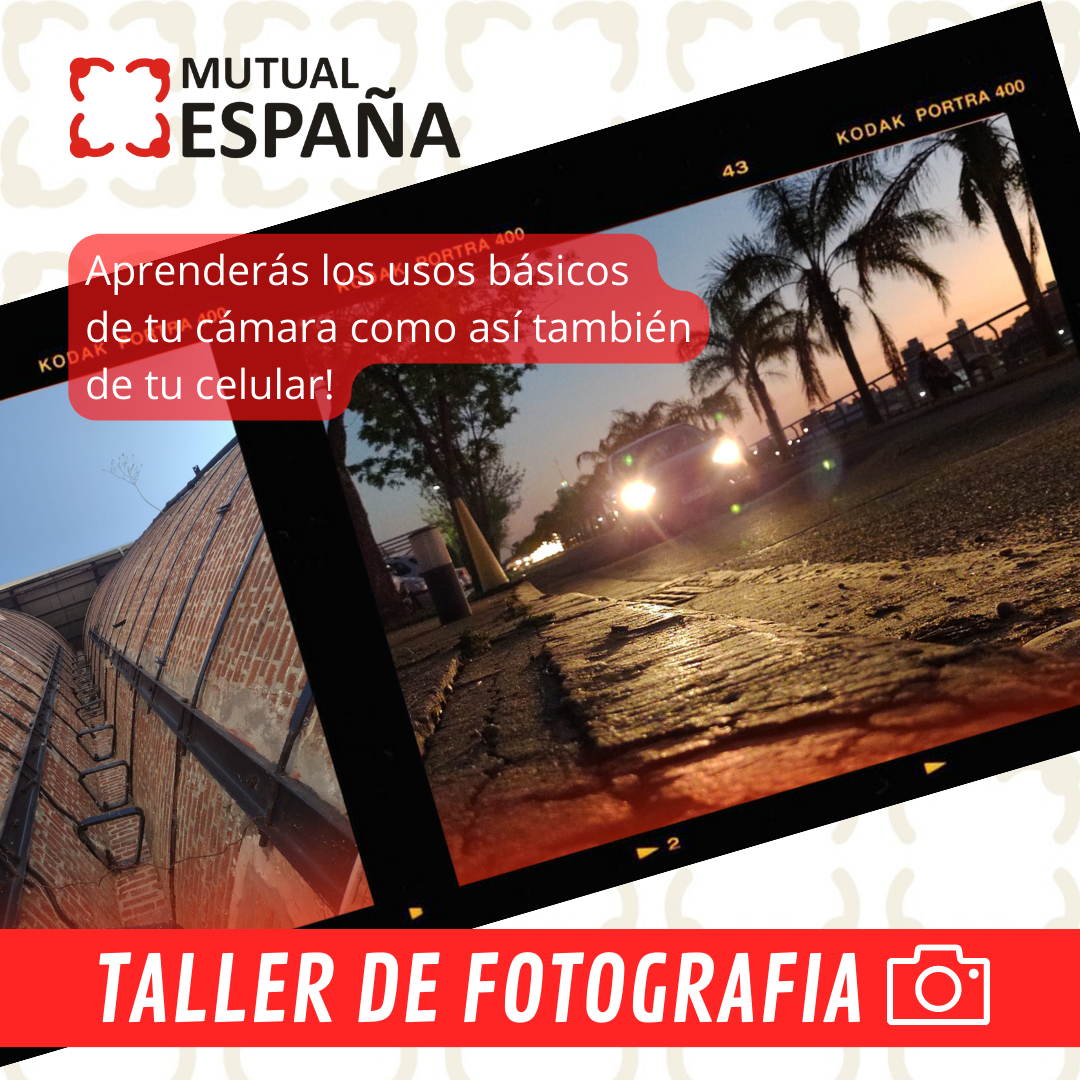 MUTUAL
ESPAÑA
KODAK PORTRA 400
43
KODAK PORTRA 400
Aprenderás los usos básicos
de tu cámara como así también
de tu celular!
KODAK PORTRA 400
2
TALLER DE FOTOGRAFIA